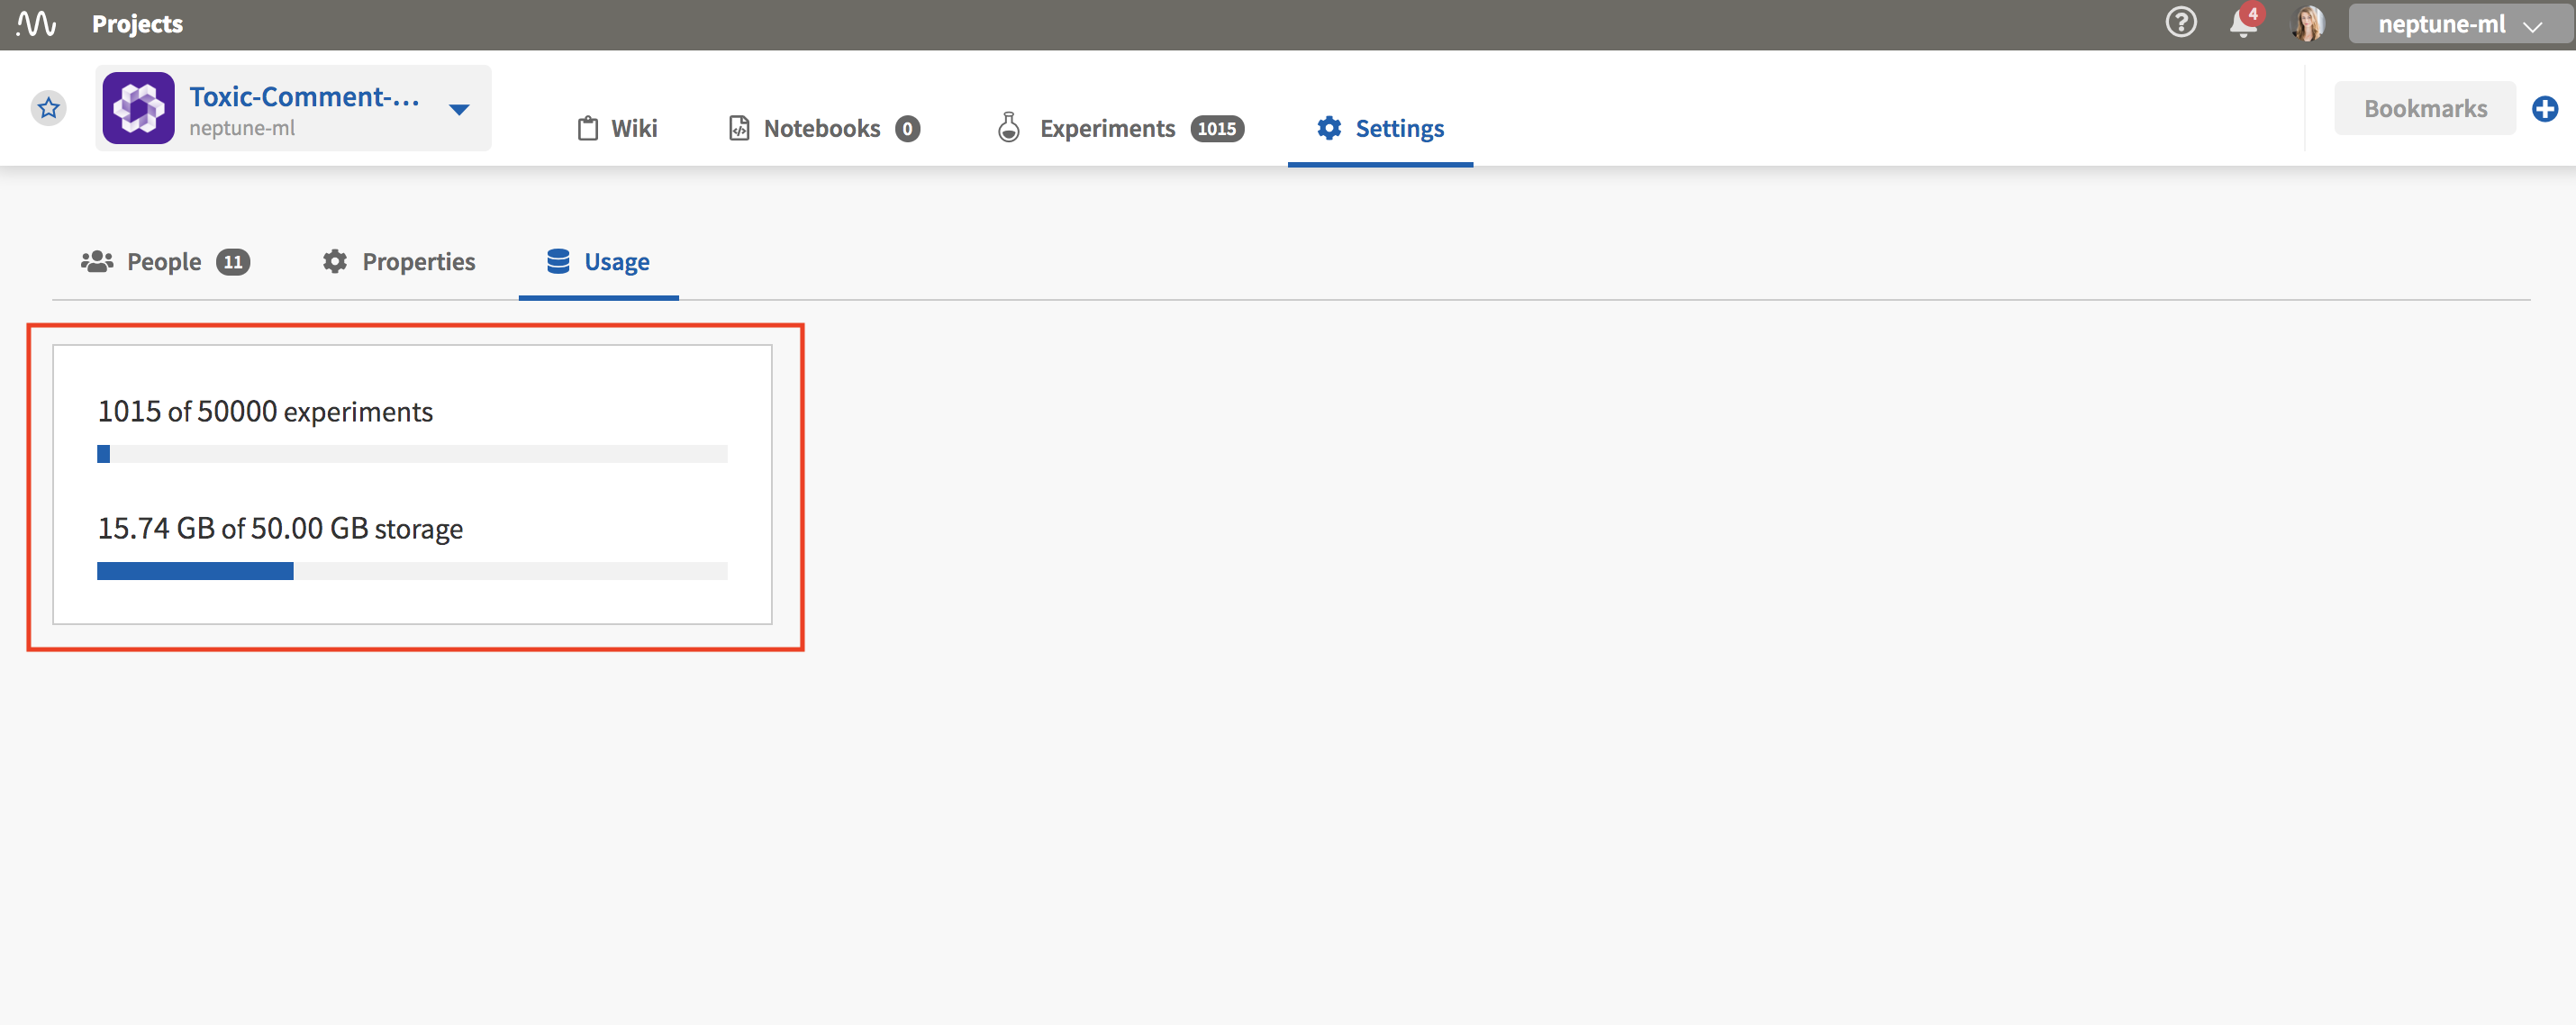 Projects
4
neptune-ml
Toxic-Comment-...
neptune-ml
Wiki
Notebooks 0
Experiments 1015
Settings
Bookmarks
People 11
Properties
Usage
1015 of 50000 experiments
15.74 GB of 50.00 GB storage